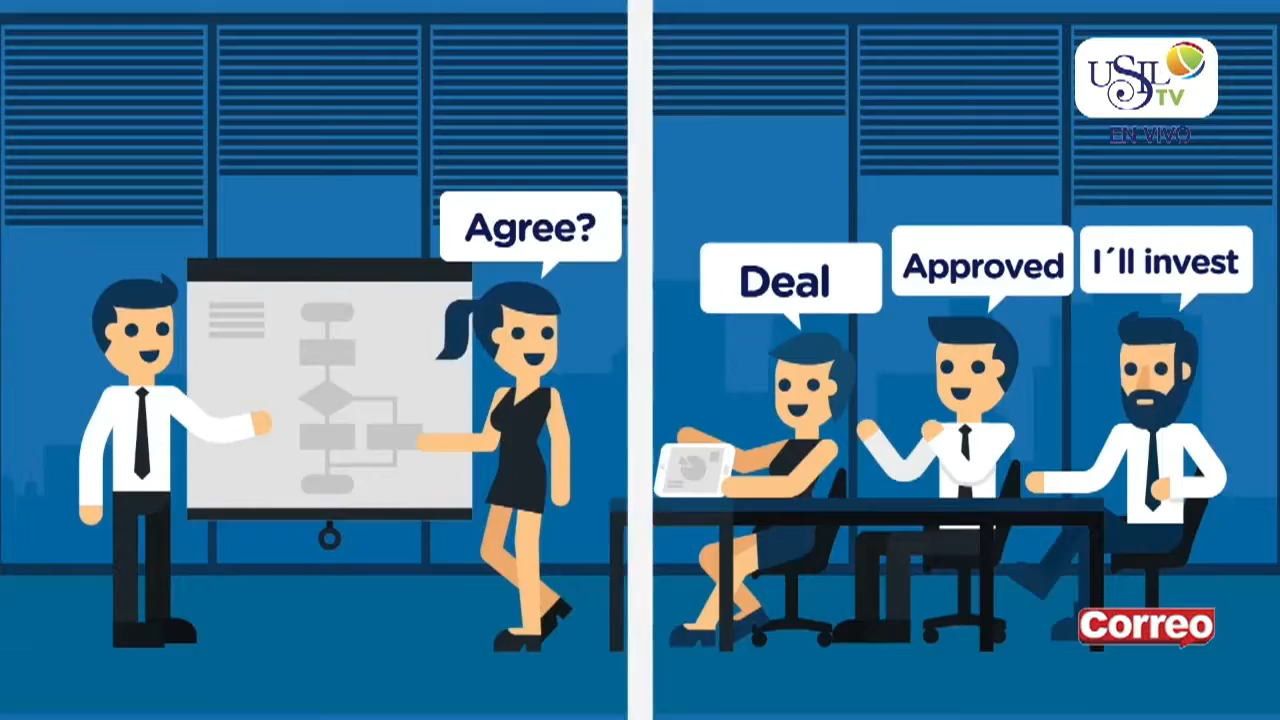 USIL
TV
EN VIVO
Agree?
Deal
Approved
I´ll invest
Correo